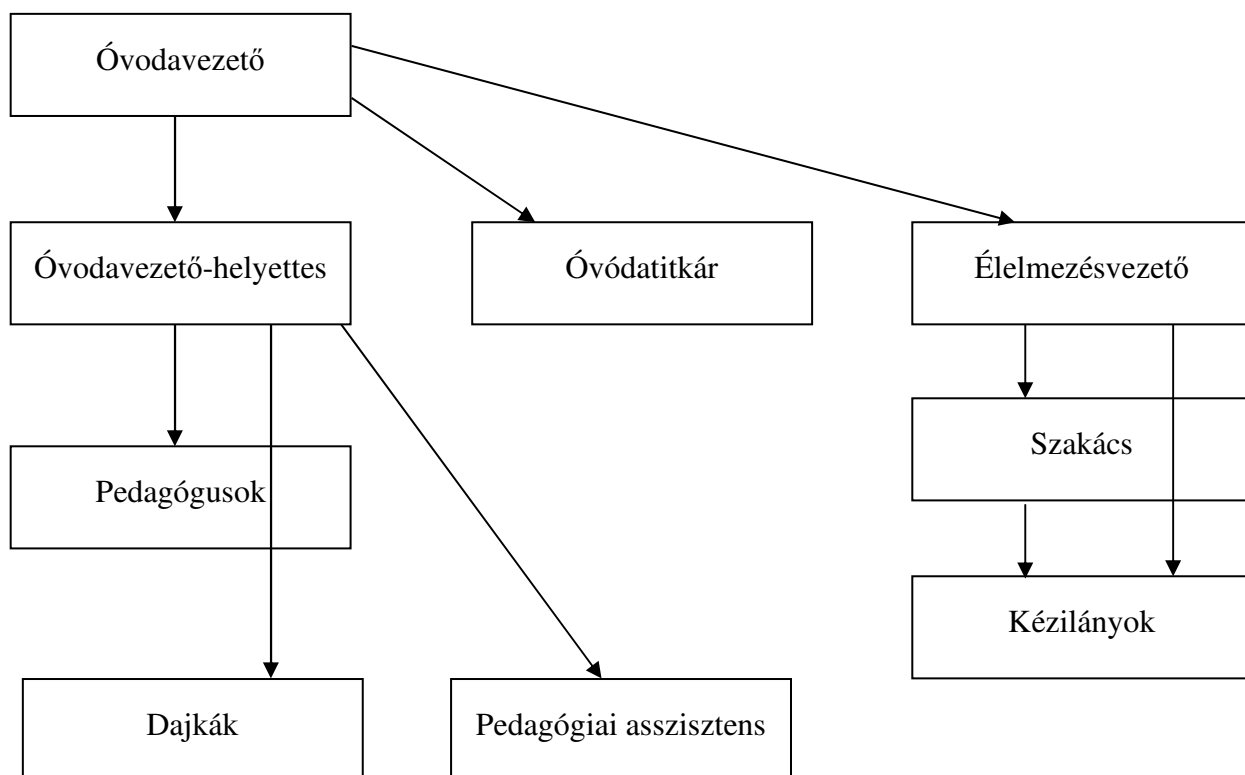 Óvodavezető
Óvodavezető-helyettes
Óvódatitkár
Élelmezésvezető
Szakács
Pedagógusok
Kézilányok
Dajkák
Pedagógiai asszisztens